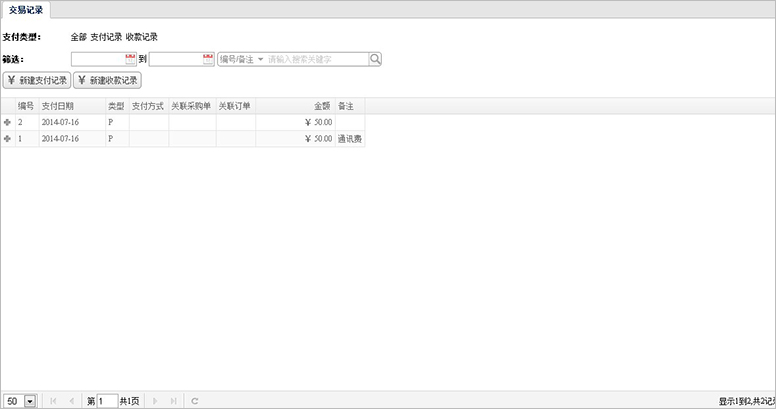 交易记录
支付类型： 全部 支付记录 收款记录
筛选： 到 编号/备注 请输入搜索关键字
¥ 新建支付记录 ¥ 新建收款记录
编号 支付日期 类型 支付方式 关联采购单 关联订单 金额 备注
2 2014-07-16 P ¥ 50.00
1 2014-07-16 P ¥ 50.00 通讯费
50 第 1 共1页 显示1到2,共2记